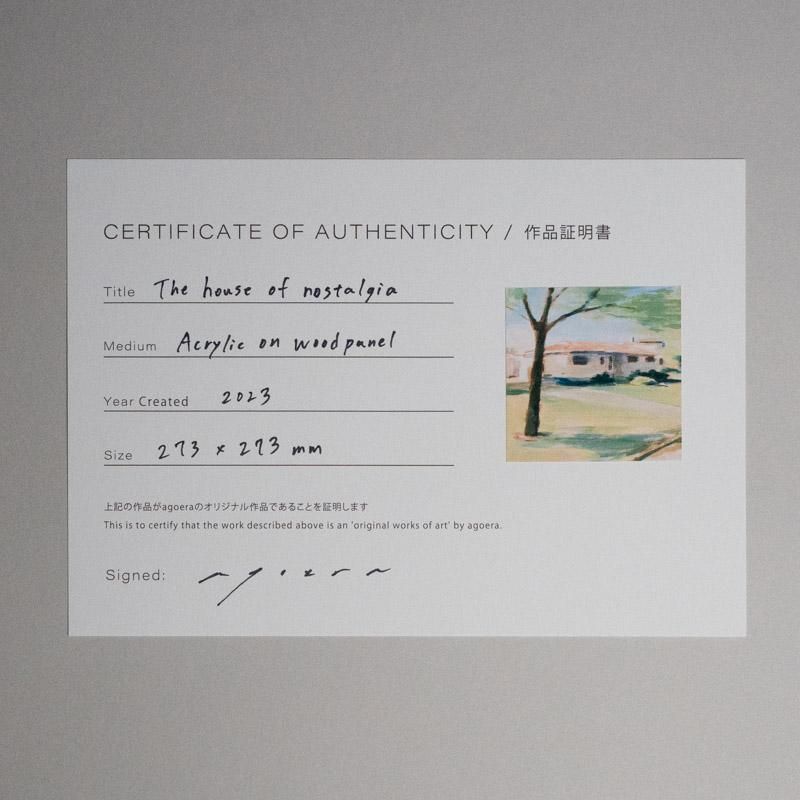 CERTIFICATE OF AUTHENTICITY / 作品証明書
Title The house of nostalgia
Medium Acrylic on wood panel
Year Created 2023
Size 273 x 273 mm
上記の作品がagoeraのオリジナル作品であることを証明します
This is to certify that the work described above is an 'original works of art' by agoera.
Signed: agoera